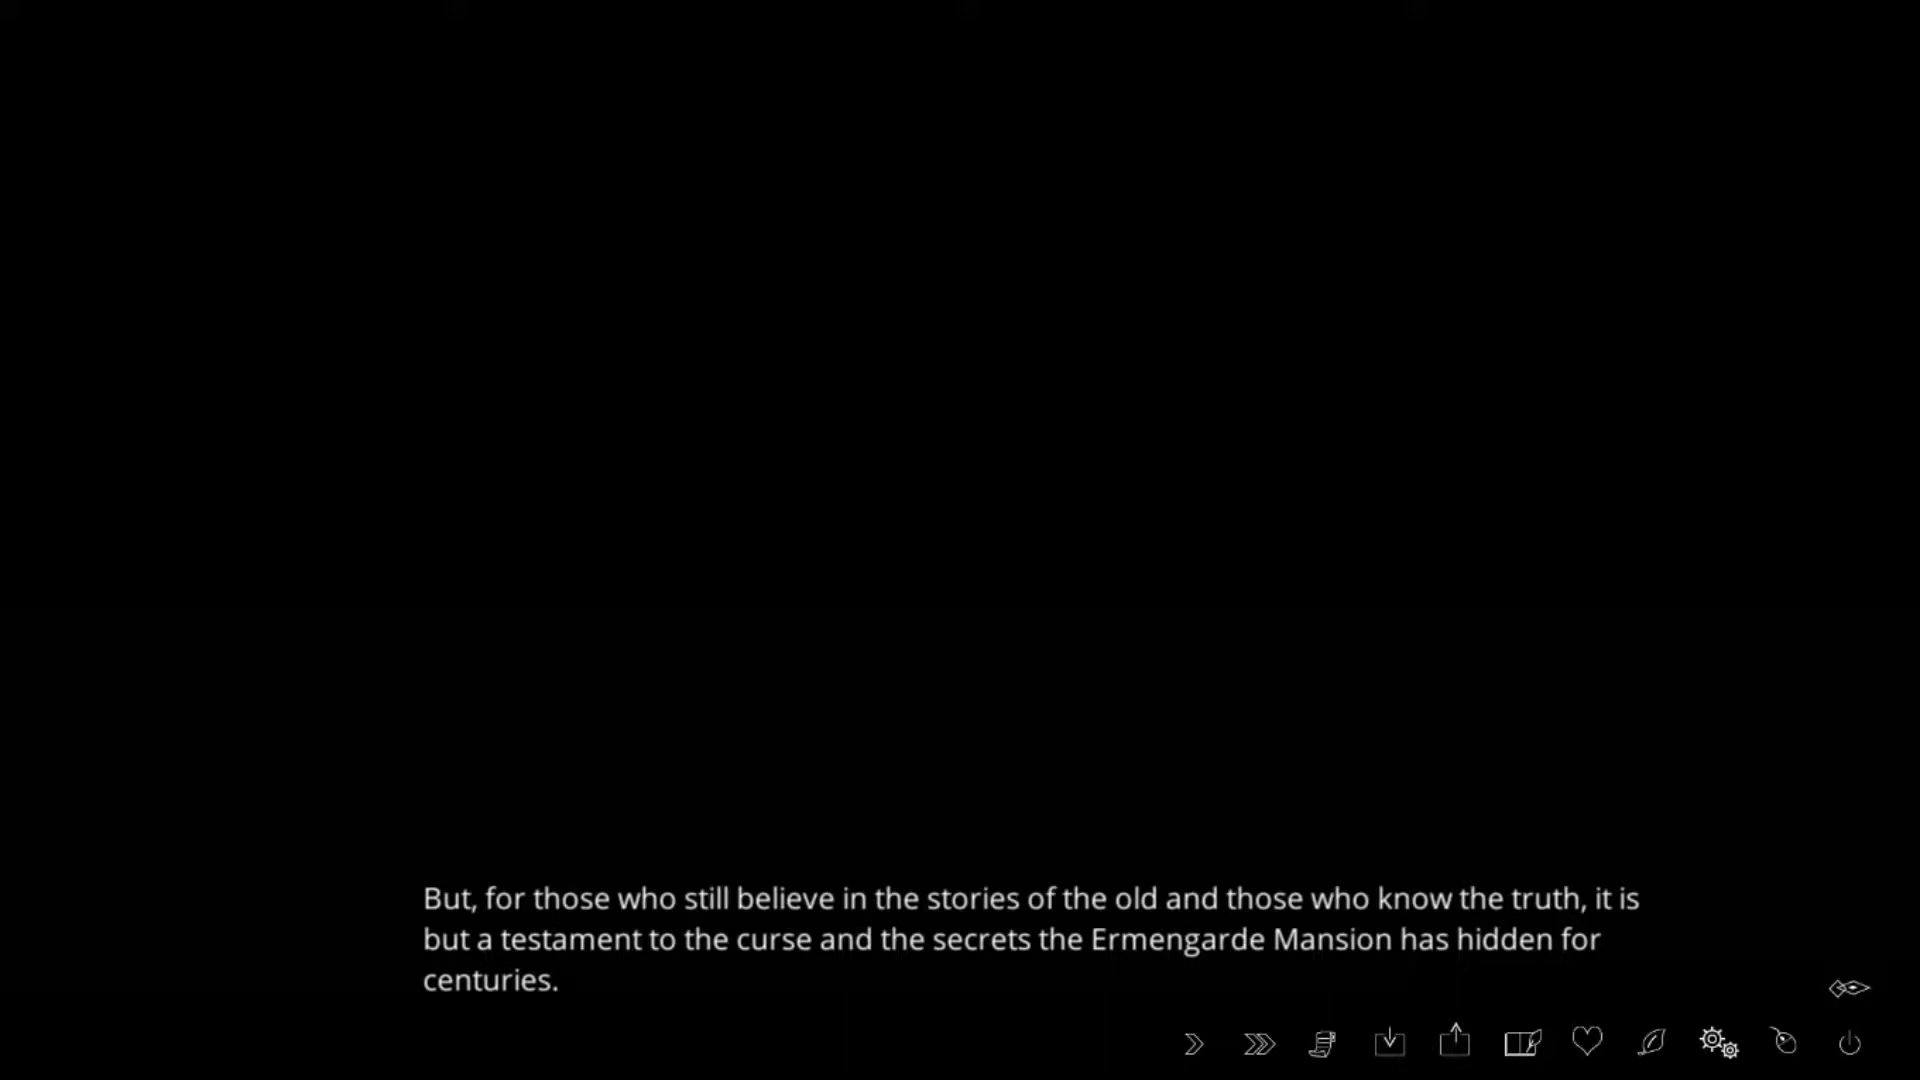 But, for those who still believe in the stories of the old and those who know the truth, it is
but a testament to the curse and the secrets the Ermengarde Mansion has hidden for
centuries.